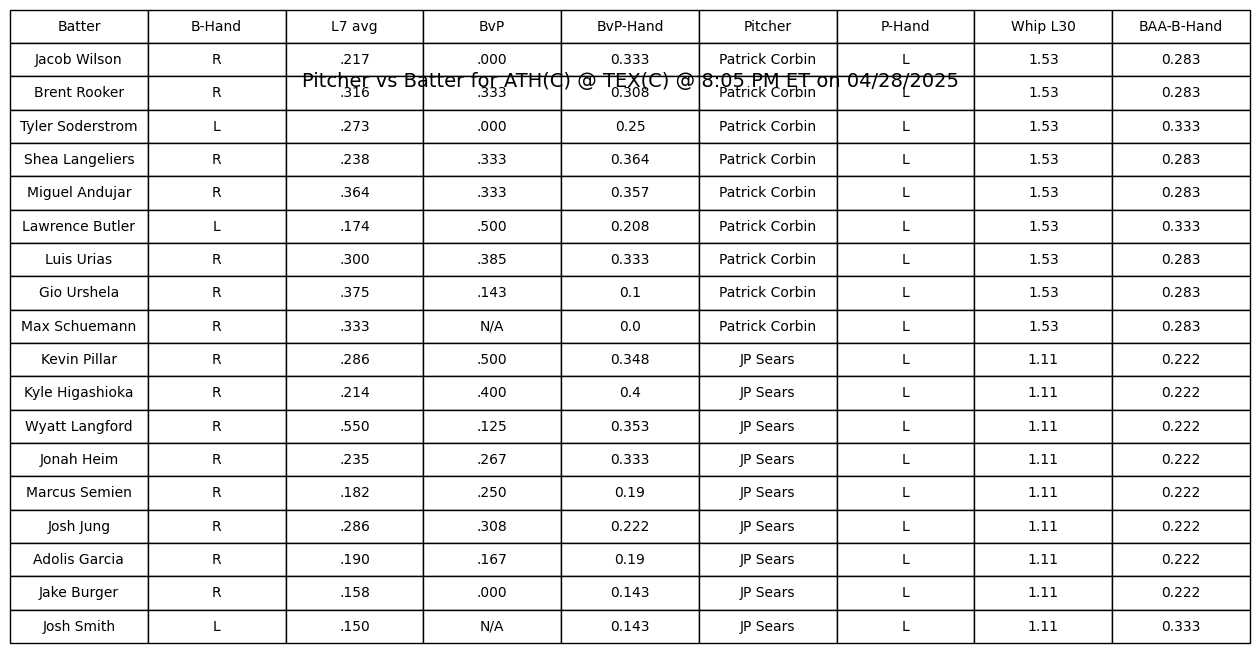 Batter B-Hand L7 avg BvP BvP-Hand Pitcher P-Hand Whip L30 BAA-B-Hand
Jacob Wilson R .217 .000 0.333 Patrick Corbin L 1.53 0.283
Pitcher vs Batter for ATH(C) @ TEX(C) @ 8:05 PM ET on 04/28/2025
Brent Rooker R .316 .333 0.308 Patrick Corbin L 1.53 0.283
Tyler Soderstrom L .273 .000 0.25 Patrick Corbin L 1.53 0.333
Shea Langeliers R .238 .333 0.364 Patrick Corbin L 1.53 0.283
Miguel Andujar R .364 .333 0.357 Patrick Corbin L 1.53 0.283
Lawrence Butler L .174 .500 0.208 Patrick Corbin L 1.53 0.333
Luis Urias R .300 .385 0.333 Patrick Corbin L 1.53 0.283
Gio Urshela R .375 .143 0.1 Patrick Corbin L 1.53 0.283
Max Schuemann R .333 N/A 0.0 Patrick Corbin L 1.53 0.283
Kevin Pillar R .286 .500 0.348 JP Sears L 1.11 0.222
Kyle Higashioka R .214 .400 0.4 JP Sears L 1.11 0.222
Wyatt Langford R .550 .125 0.353 JP Sears L 1.11 0.222
Jonah Heim R .235 .267 0.333 JP Sears L 1.11 0.222
Marcus Semien R .182 .250 0.19 JP Sears L 1.11 0.222
Josh Jung R .286 .308 0.222 JP Sears L 1.11 0.222
Adolis Garcia R .190 .167 0.19 JP Sears L 1.11 0.222
Jake Burger R .158 .000 0.143 JP Sears L 1.11 0.222
Josh Smith L .150 N/A 0.143 JP Sears L 1.11 0.333